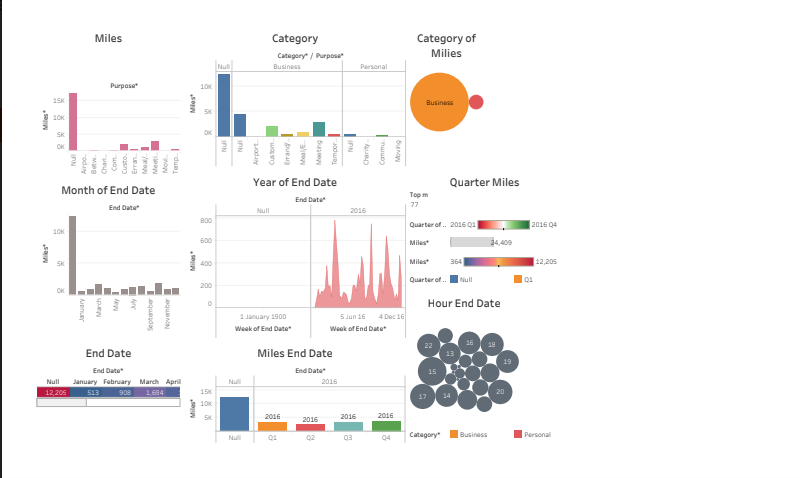 Miles
Purpose*
Miles*
15K
10K
5K
0K
Null
Airpo..
Betw..
Chari..
Com..
Custo..
Erran..
Meal/..
Meeti..
Movi..
Temp..
Category
Category* / Purpose*
Null
Business
Personal
Miles*
10K
5K
0K
Null
Null
Airport..
Custom..
Errand/..
Meal/E..
Meeting
Tempor..
Null
Charity..
Commu..
Moving
Category of
Milies
Business
Month of End Date
End Date*
Miles*
10K
5K
0K
January
March
May
July
September
November
Year of End Date
End Date*
Null
2016
Miles*
800
600
400
200
0
1 January 1900
5 Jun 16
4 Dec 16
Week of End Date*
Week of End Date*
Quarter Miles
Top m
77
Quarter of ..
2016 Q1
2016 Q4
Miles*
24,409
Miles*
364
12,205
Quarter of ..
Null
Q1
Hour End Date
22
16
18
13
19
15
20
17
14
Category*
Business
Personal
End Date
End Date*
Null
January
February
March
April
12,205
513
908
1,694
Miles End Date
End Date*
Null
2016
Miles*
15K
10K
5K
2016
2016
2016
2016
Null
Q1
Q2
Q3
Q4